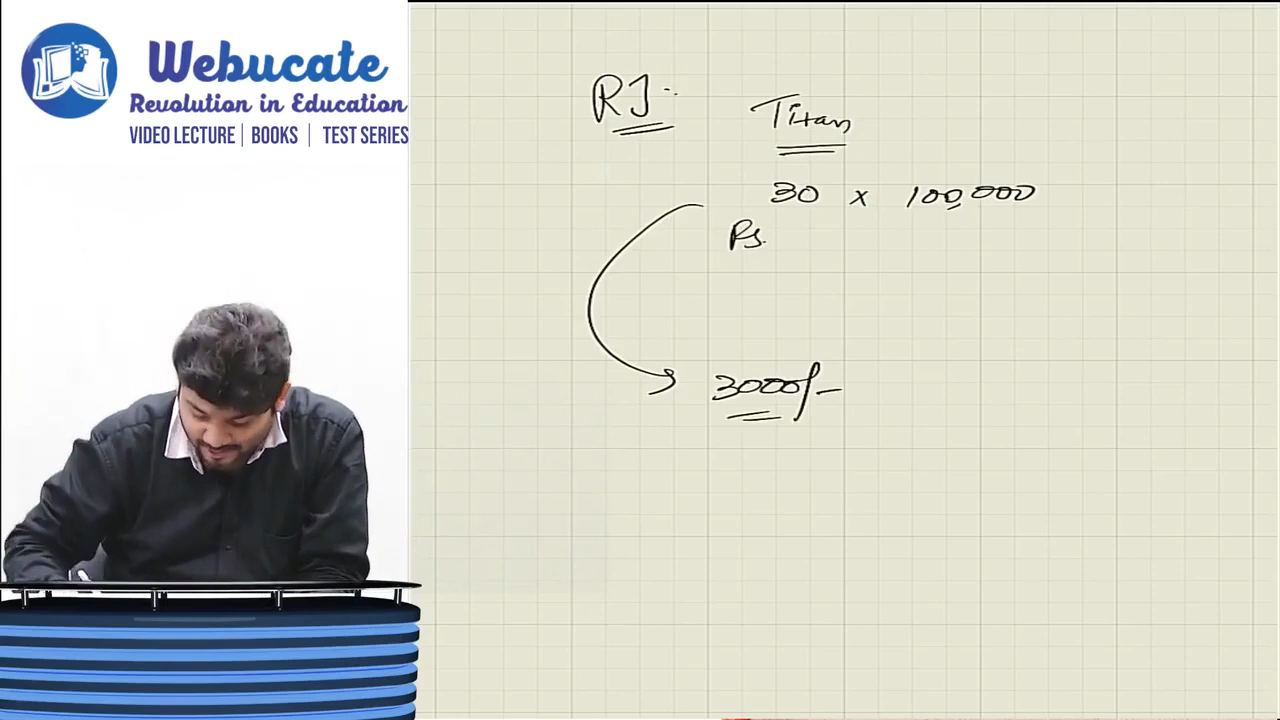 Webucate
Revolution in Education
VIDEO LECTURE | BOOKS | TEST SERIES
RJ:
Titan
30 x 100,000
Rs.
3000/-